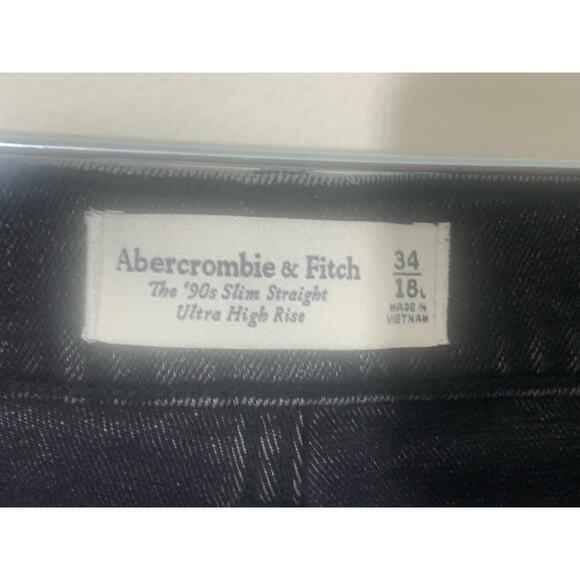 Abercrombie & Fitch
The '90s Slim Straight
Ultra High Rise
34
18L
MADE IN
VIETNAM